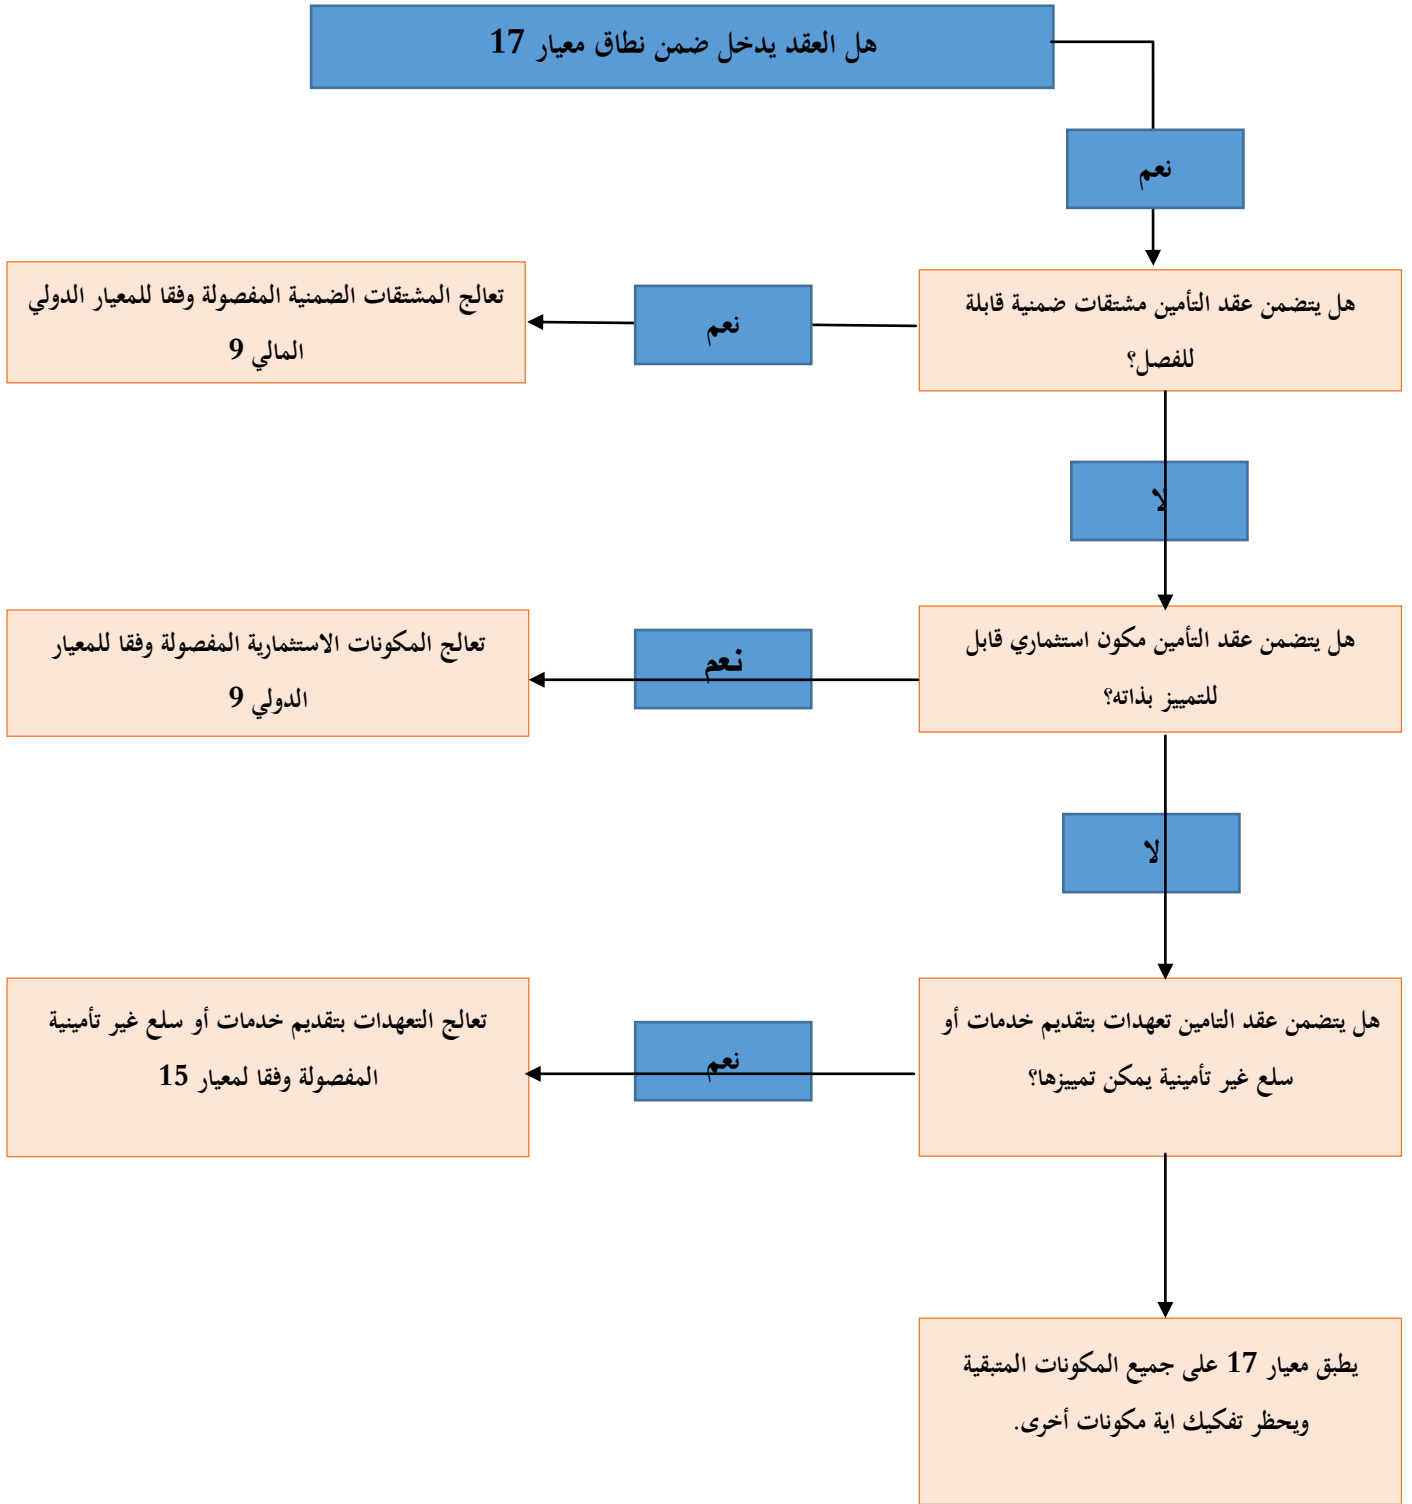 هل العقد يدخل ضمن نطاق معيار 17
نعم
هل يتضمن عقد التأمين مشتقات ضمنية قابلة
للفصل؟
نعم
تعالج المشتقات الضمنية المفصولة وفقا للمعيار الدولي
المالي 9
لا
هل يتضمن عقد التأمين مكون استثماري قابل
للتمييز بذاته؟
نعم
تعالج المكونات الاستثمارية المفصولة وفقا للمعيار
الدولي 9
لا
هل يتضمن عقد التامين تعهدات بتقديم خدمات أو
سلع غير تأمينية يمكن تمييزها؟
نعم
تعالج التعهدات بتقديم خدمات أو سلع غير تأمينية
المفصولة وفقا لمعيار 15
يطبق معيار 17 على جميع المكونات المتبقية
ويحظر تفكيك اية مكونات أخرى.